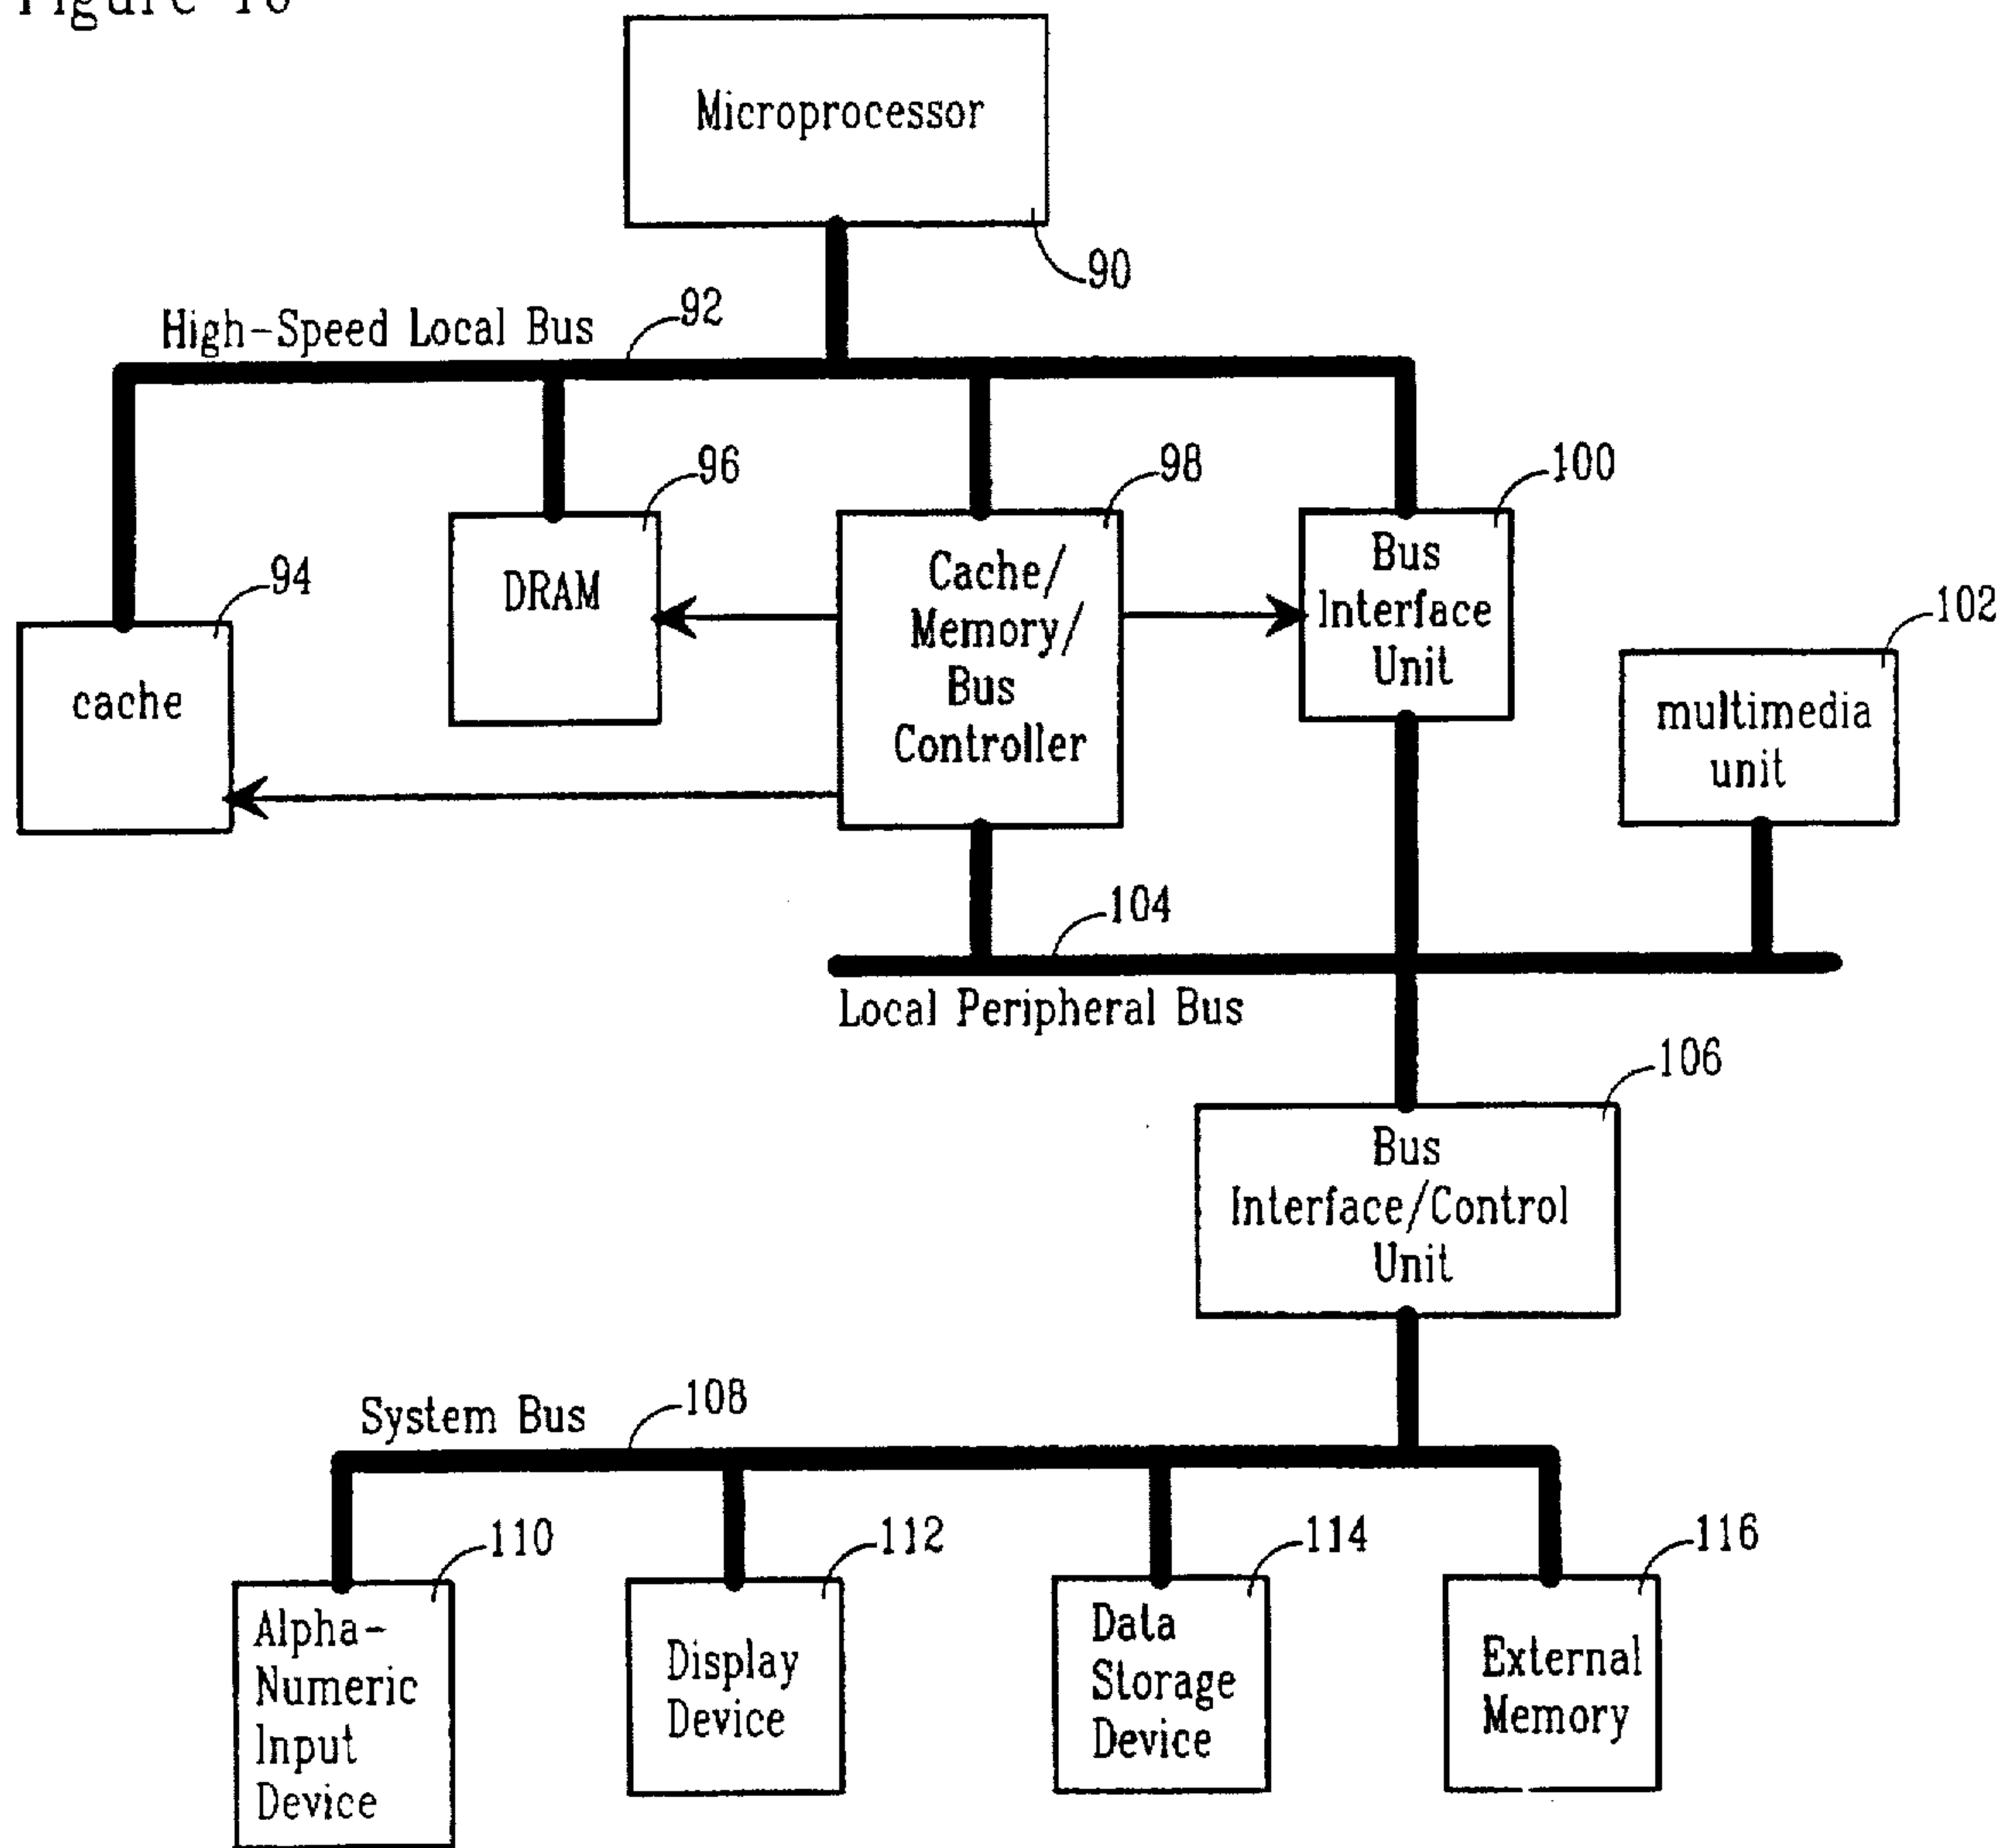 Microprocessor
90
High-Speed Local Bus
92
96
98
100
94
102
DRAM
Cache/
Memory/
Bus
Controller
Bus
Interface
Unit
cache
multimedia
unit
104
Local Peripheral Bus
106
Bus
Interface/Control
Unit
System Bus
108
110
112
114
116
Alpha-
Numeric
Input
Device
Display
Device
Data
Storage
Device
External
Memory